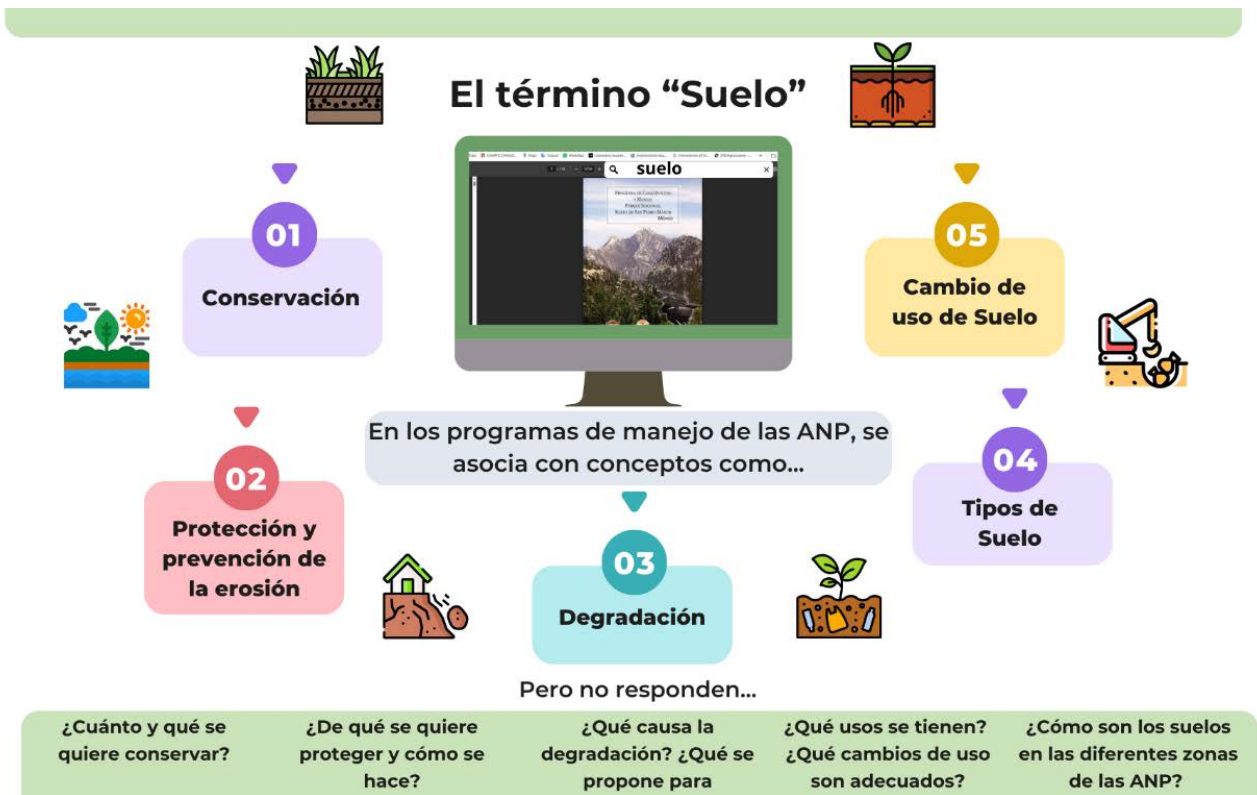 El término “Suelo”
suelo
PARQUE NACIONAL
01
Conservación
02
Protección y
prevención de
la erosión
En los programas de manejo de las ANP, se
asocia con conceptos como...
03
Degradación
04
Tipos de
Suelo
05
Cambio de
uso de Suelo
Pero no responden...
¿Cuánto y qué se
quiere conservar?
¿De qué se quiere
proteger y cómo se
hace?
¿Qué causa la
degradación? ¿Qué se
propone para
¿Qué usos se tienen?
¿Qué cambios de uso
son adecuados?
¿Cómo son los suelos
en las diferentes zonas
de las ANP?